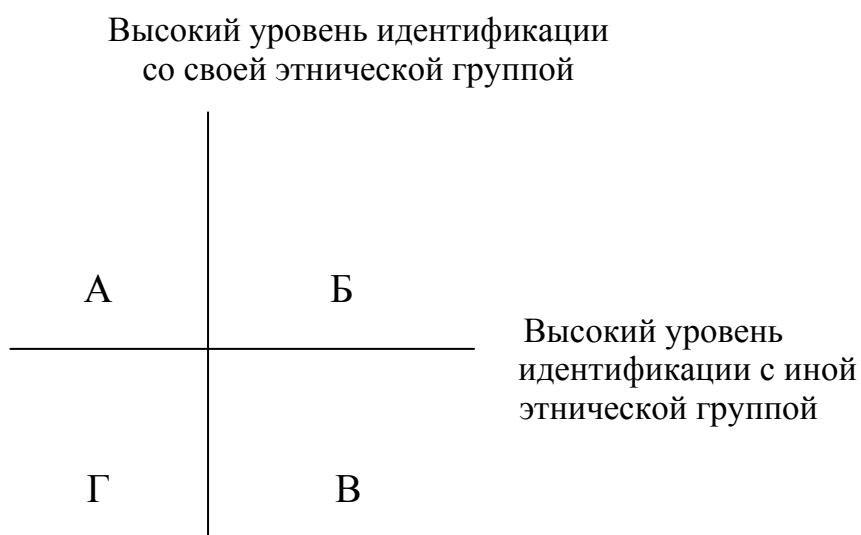 Высокий уровень идентификации
со своей этнической группой
А
Б
Высокий уровень
идентификации с иной
этнической группой
Г
В